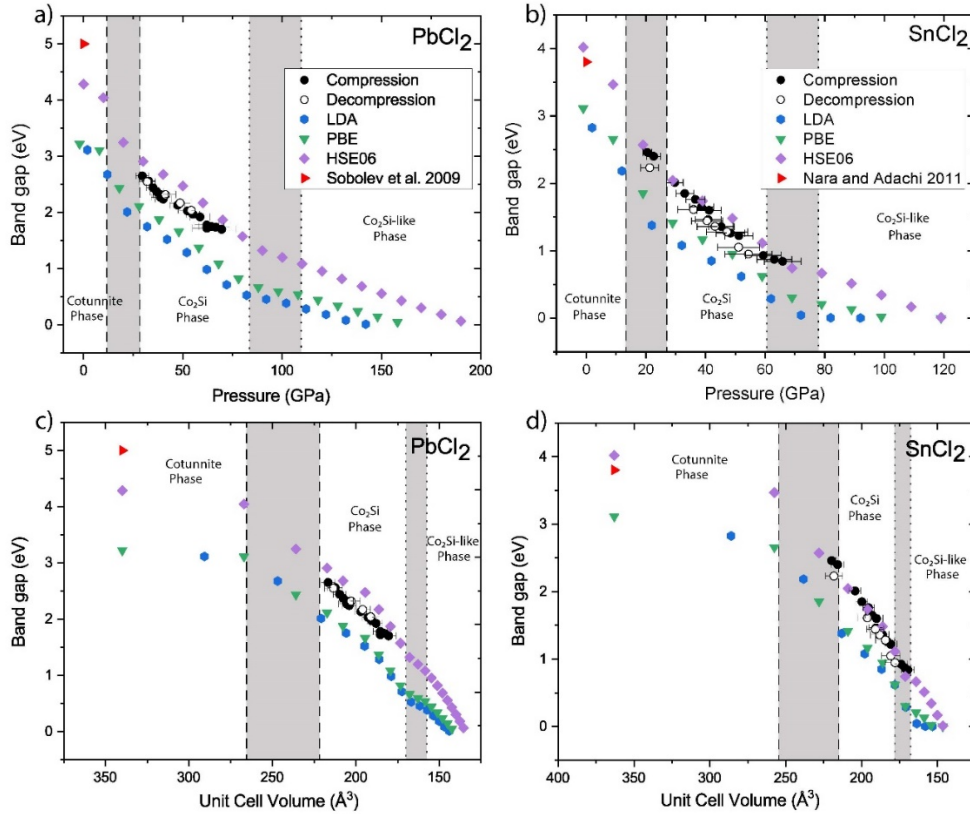 a)
PbCl2
Band gap (eV)
5
4
3
2
1
0
Compression
Decompression
LDA
PBE
HSE06
Sobolev et al. 2009
Cotunnite
Phase
Co2Si
Phase
Co2Si-like
Phase
0 50 100 150 200
Pressure (GPa)
b)
SnCl2
Band gap (eV)
4
3
2
1
0
Compression
Decompression
LDA
PBE
HSE06
Nara and Adachi 2011
Cotunnite
Phase
Co2Si
Phase
Co2Si-like
Phase
0 20 40 60 80 100 120
Pressure (GPa)
c)
PbCl2
Band gap (eV)
5
4
3
2
1
0
Cotunnite
Phase
Co2Si
Phase
Co2Si-like
Phase
350 300 250 200 150
Unit Cell Volume (Å3)
d)
SnCl2
Band gap (eV)
5
4
3
2
1
0
Cotunnite
Phase
Co2Si
Phase
Co2Si-like
Phase
400 350 300 250 200 150
Unit Cell Volume (Å3)